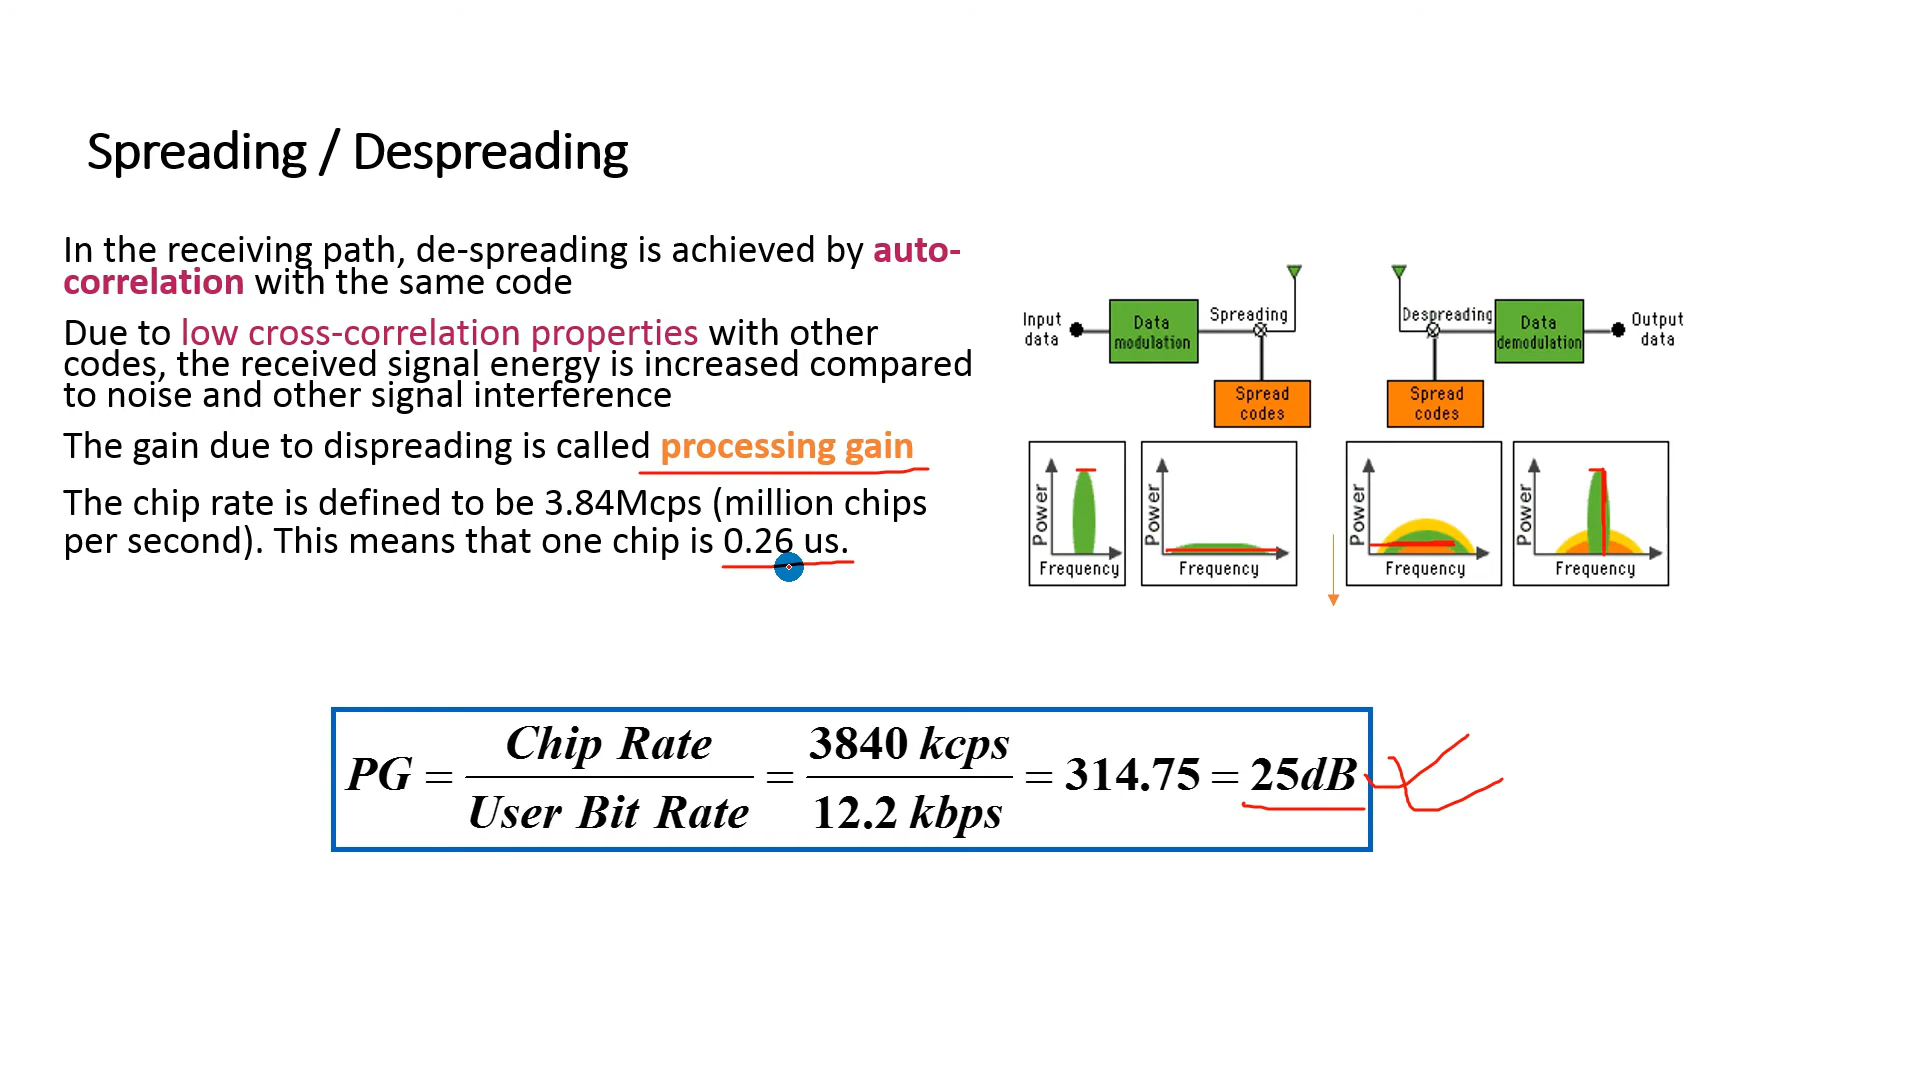 Spreading / Despreading
In the receiving path, de-spreading is achieved by auto-
correlation with the same code
Due to low cross-correlation properties with other
codes, the received signal energy is increased compared
to noise and other signal interference
The gain due to dispreading is called processing gain
The chip rate is defined to be 3.84Mcps (million chips
per second). This means that one chip is 0.26 us.
Input
data
Data
modulation
Spreading
Spread
codes
Despreading
Spread
codes
Data
demodulation
Output
data
Power
Frequency
Power
Frequency
Power
Frequency
Power
Frequency
PG = Chip Rate / User Bit Rate = 3840 kcps / 12.2 kbps = 314.75 = 25dB